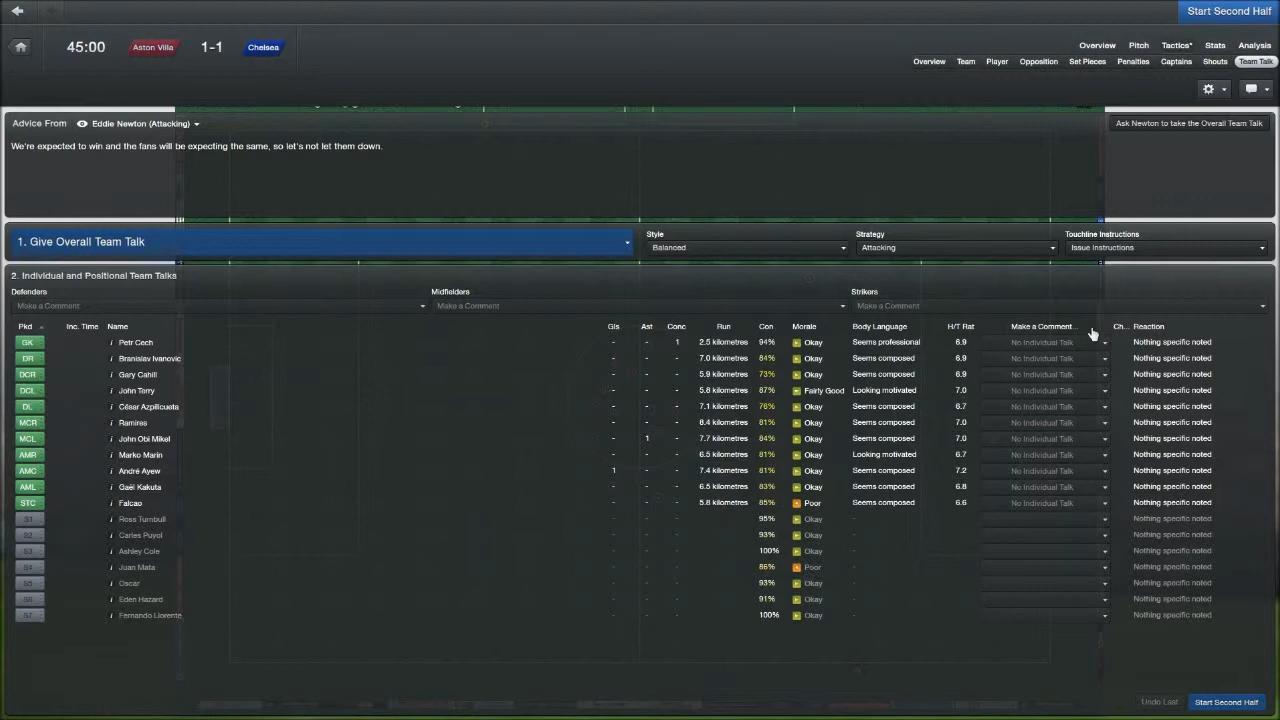 Start Second Half
45:00 Aston Villa 1-1 Chelsea
Overview Pitch Tactics* Stats Analysis
Overview Team Player Opposition Set Pieces Penalties Captains Shouts Team Talk
Advice From Eddie Newton (Attacking)
Ask Newton to take the Overall Team Talk
We're expected to win and the fans will be expecting the same, so let's not let them down.
1. Give Overall Team Talk
Style Strategy Touchline Instructions
Balanced Attacking Issue Instructions
2. Individual and Positional Team Talks
Defenders Midfielders Strikers
Make a Comment Make a Comment Make a Comment
Pkd Inc. Time Name Gls Ast Conc Run Con Morale Body Language H/T Rat Make a Comment... Ch... Reaction
GK i Petr Cech - - 1 2.5 kilometres 94% Okay Seems professional 6.9 No Individual Talk Nothing specific noted
DR i Branislav Ivanovic - - - 7.0 kilometres 84% Okay Seems composed 6.9 No Individual Talk Nothing specific noted
DCR i Gary Cahill - - - 5.9 kilometres 73% Okay Seems composed 6.9 No Individual Talk Nothing specific noted
DCL i John Terry - - - 5.8 kilometres 87% Fairly Good Looking motivated 7.0 No Individual Talk Nothing specific noted
DL i César Azpilicueta - - - 7.1 kilometres 76% Okay Seems composed 6.7 No Individual Talk Nothing specific noted
MCR i Ramires - - - 8.4 kilometres 81% Okay Seems composed 7.0 No Individual Talk Nothing specific noted
MCL i John Obi Mikel - 1 - 7.7 kilometres 84% Okay Seems composed 7.0 No Individual Talk Nothing specific noted
AMR i Marko Marin - - - 6.5 kilometres 81% Okay Looking motivated 6.7 No Individual Talk Nothing specific noted
AMC i André Ayew 1 - - 7.4 kilometres 81% Okay Seems composed 7.2 No Individual Talk Nothing specific noted
AML i Gaël Kakuta - - - 6.5 kilometres 83% Okay Seems composed 6.8 No Individual Talk Nothing specific noted
STC i Falcao - - - 5.8 kilometres 85% Poor Seems composed 6.6 No Individual Talk Nothing specific noted
S1 i Ross Turnbull - - - 95% Okay - Nothing specific noted
S2 i Carles Puyol - - - 93% Okay - Nothing specific noted
S3 i Ashley Cole - - - 100% Okay - Nothing specific noted
S4 i Juan Mata - - - 86% Poor - Nothing specific noted
S5 i Oscar - - - 93% Okay - Nothing specific noted
S6 i Eden Hazard - - - 91% Okay - Nothing specific noted
S7 i Fernando Llorente - - - 100% Okay - Nothing specific noted
Undo Last Start Second Half